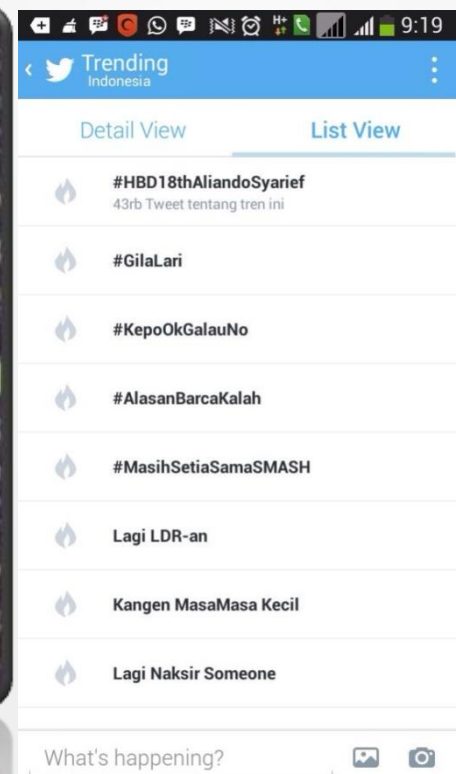 9:19
Trending
Indonesia
Detail View
List View
#HBD18thAliandoSyarief
43rb Tweet tentang tren ini
#GilaLari
#KepoOkGalauNo
#AlasanBarcaKalah
#MasihSetiaSamaSMASH
Lagi LDR-an
Kangen MasaMasa Kecil
Lagi Naksir Someone
What's happening?